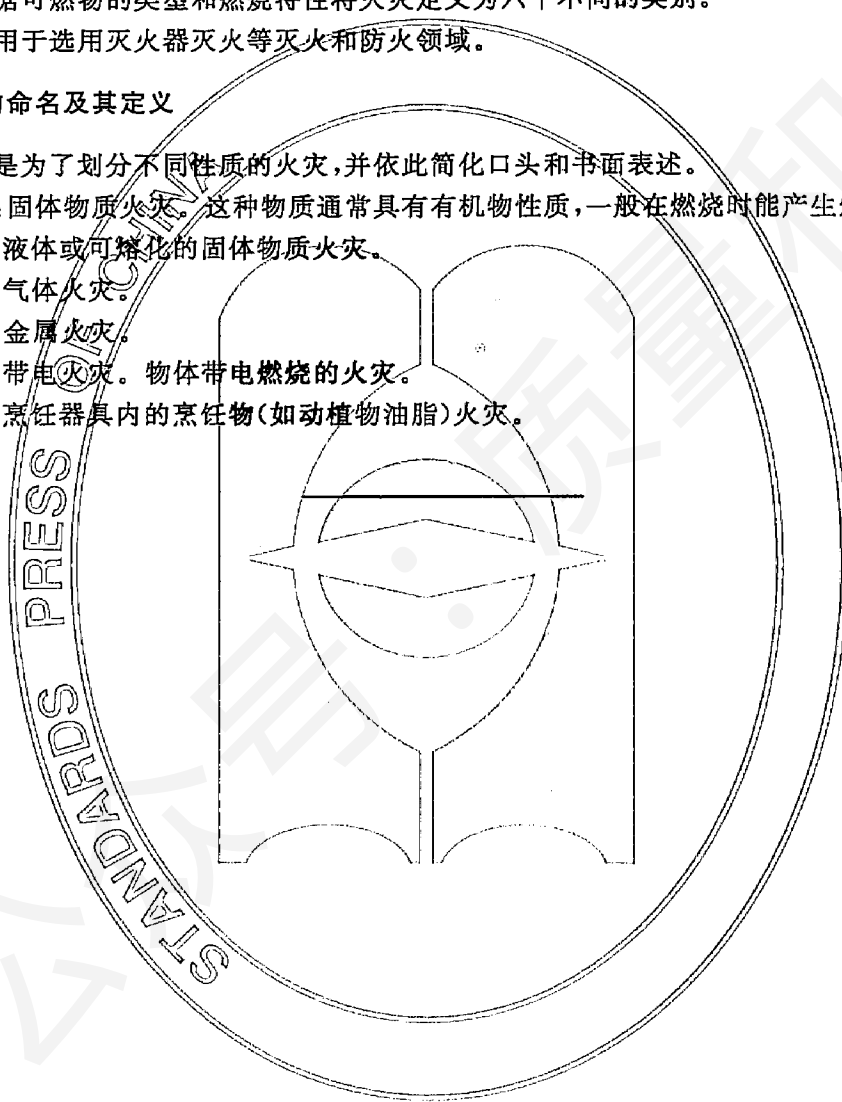 据可燃物的类型和燃烧特性将火灾定义为六个不同的类别。
用于选用灭火器灭火等灭火和防火领域。
的命名及其定义
是为了划分不同性质的火灾,并依此简化口头和书面表述。
:固体物质火灾。这种物质通常具有有机物性质,一般在燃烧时能产生
液体或可熔化的固体物质火灾。
气体火灾。
金属火灾。
带电火灾。物体带电燃烧的火灾。
烹饪器具内的烹饪物(如动植物油脂)火灾。
STANDARDS PRESS OF CHINA
公众号:质量和